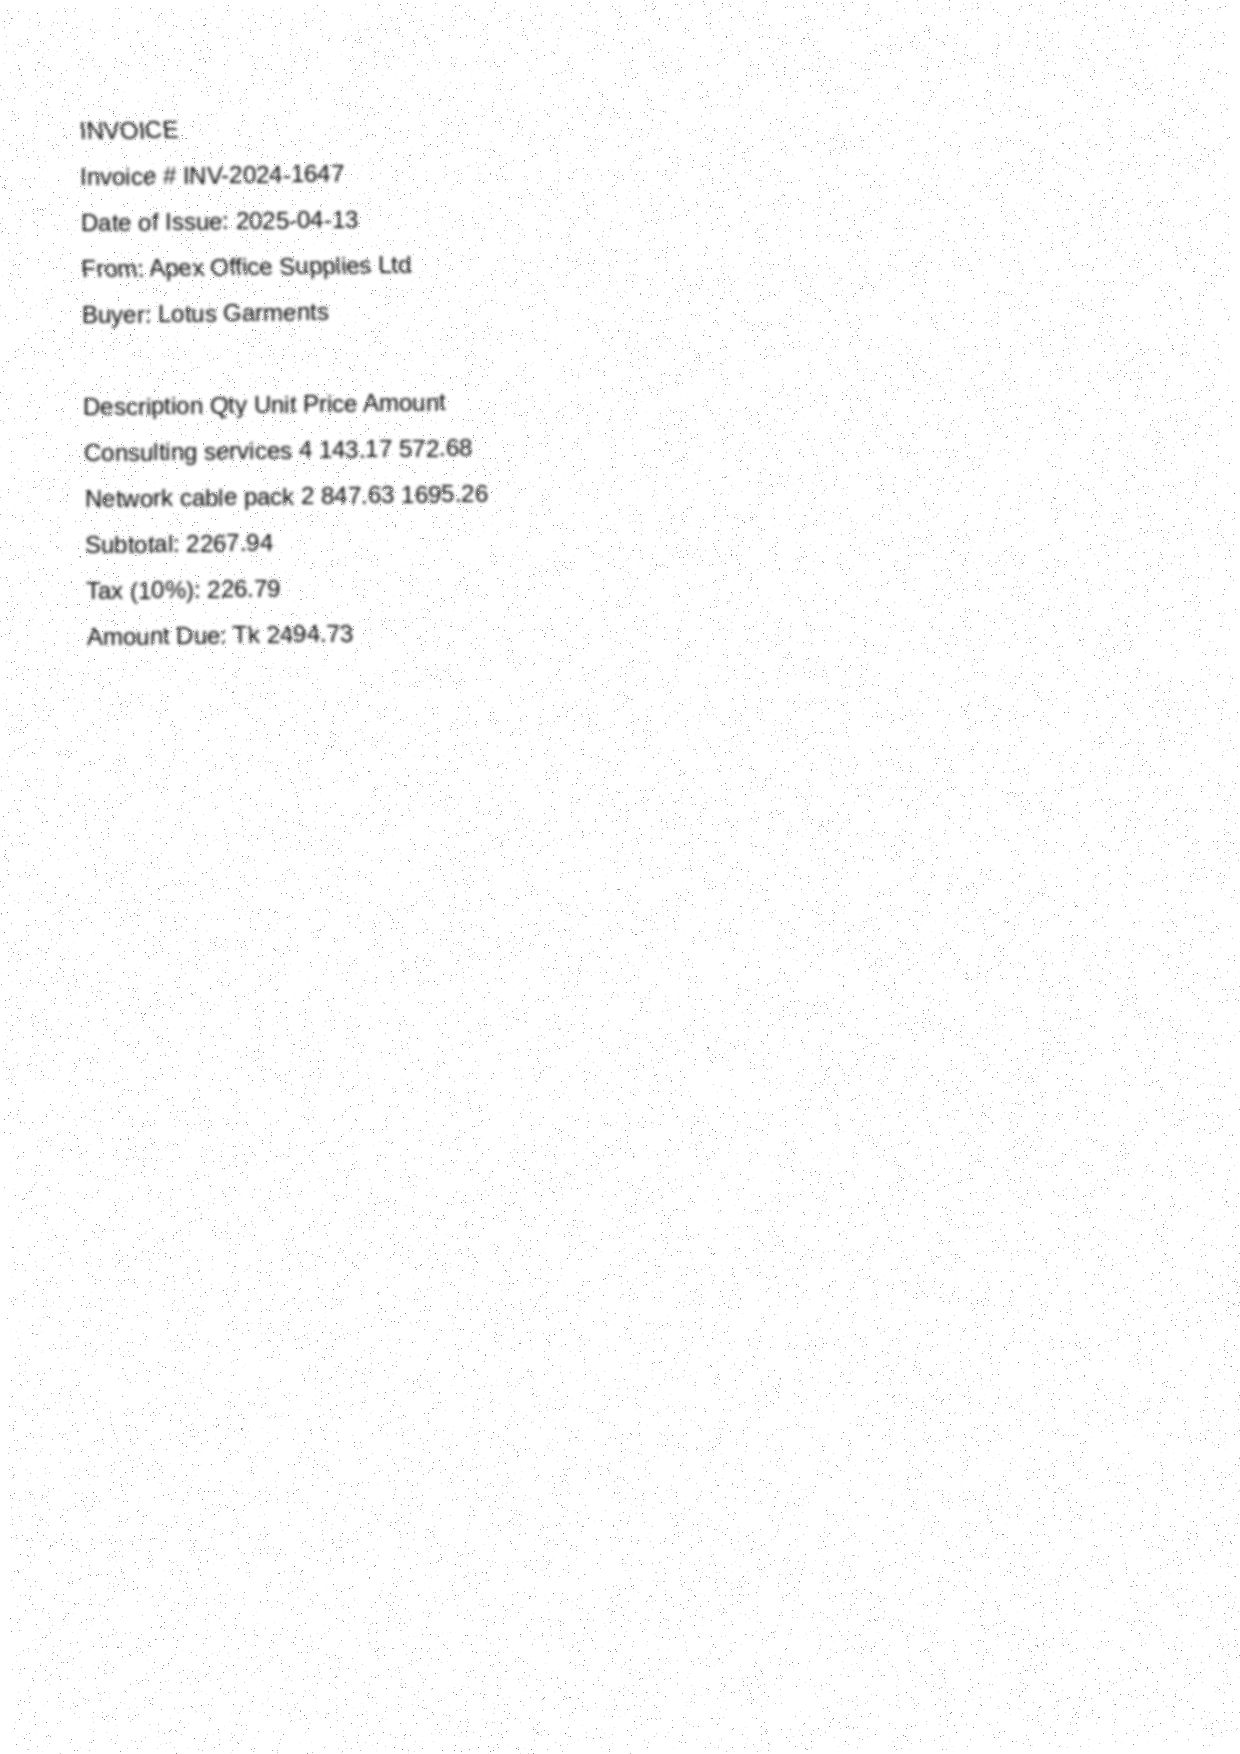 INVOICE
Invoice # INV-2024-1647
Date of Issue: 2025-04-13
From: Apex Office Supplies Ltd
Buyer: Lotus Garments
Description Qty Unit Price Amount
Consulting services 4 143.17 572.68
Network cable pack 2 847.63 1695.26
Subtotal: 2267.94
Tax (10%): 226.79
Amount Due: Tk 2494.73